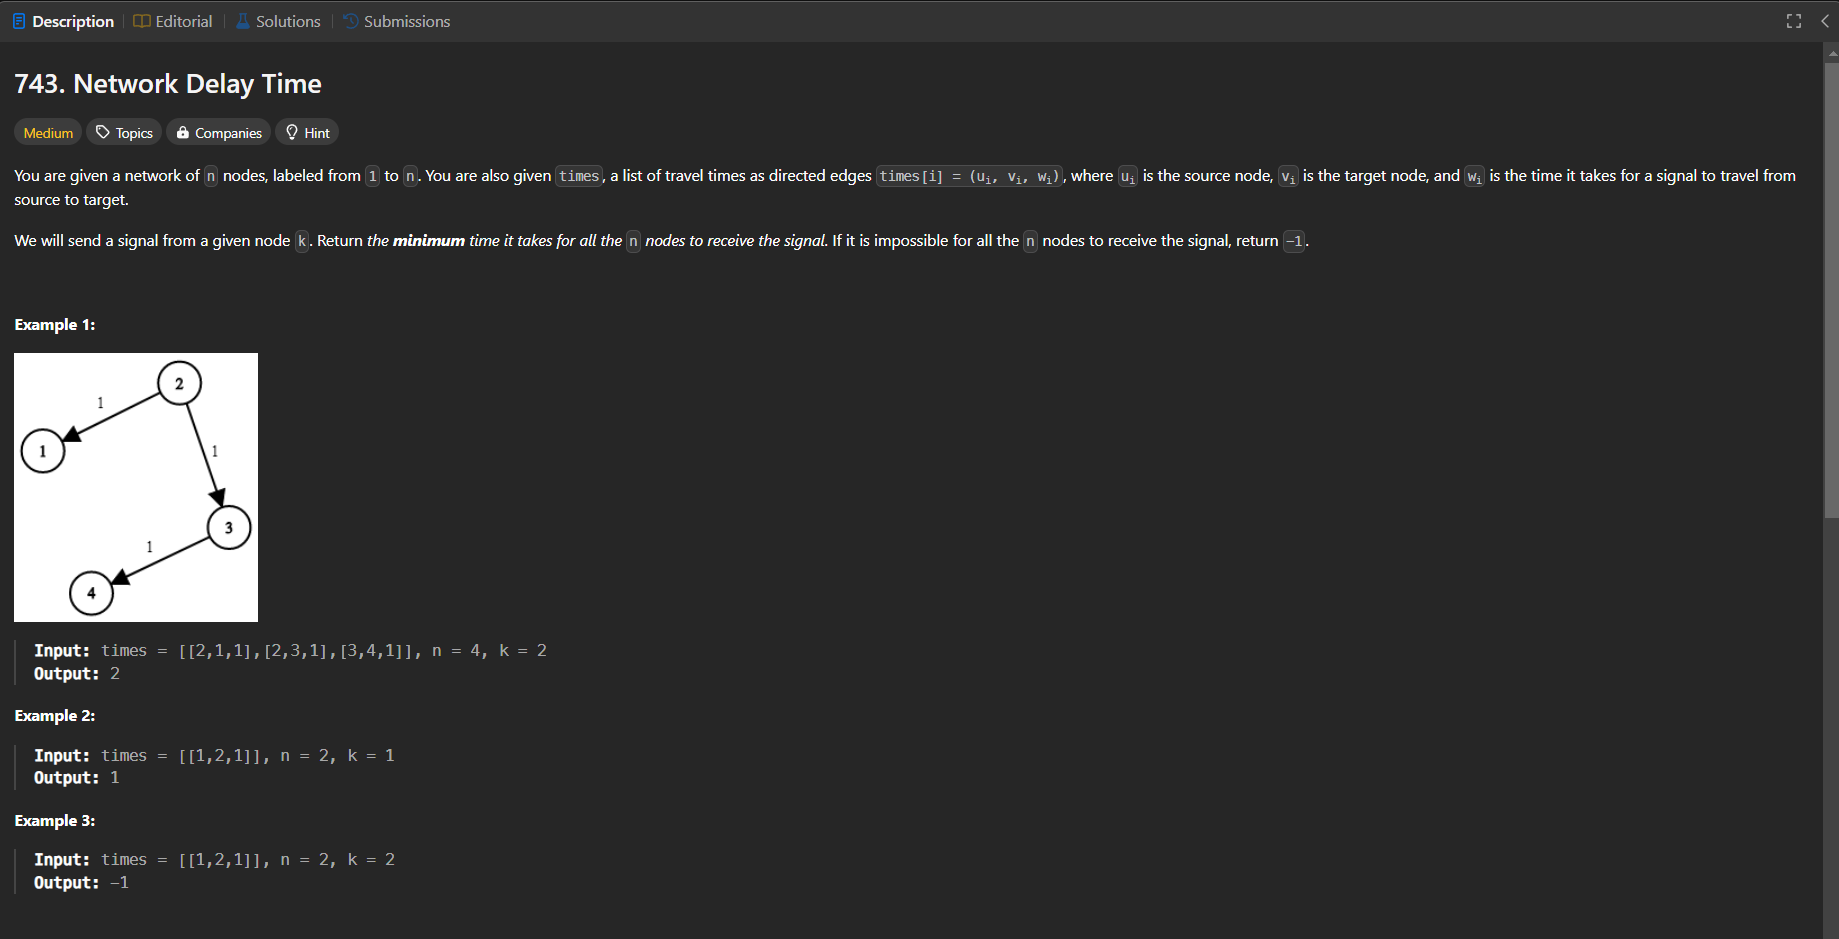 Description Editorial Solutions Submissions
743. Network Delay Time
Medium Topics Companies Hint
You are given a network of n nodes, labeled from 1 to n. You are also given times, a list of travel times as directed edges times[i] = (uᵢ, vᵢ, wᵢ), where uᵢ is the source node, vᵢ is the target node, and wᵢ is the time it takes for a signal to travel from
source to target.
We will send a signal from a given node k. Return the minimum time it takes for all the n nodes to receive the signal. If it is impossible for all the n nodes to receive the signal, return -1.
Example 1:
2
1
1
1
3
1
4
Input: times = [[2,1,1],[2,3,1],[3,4,1]], n = 4, k = 2
Output: 2
Example 2:
Input: times = [[1,2,1]], n = 2, k = 1
Output: 1
Example 3:
Input: times = [[1,2,1]], n = 2, k = 2
Output: -1